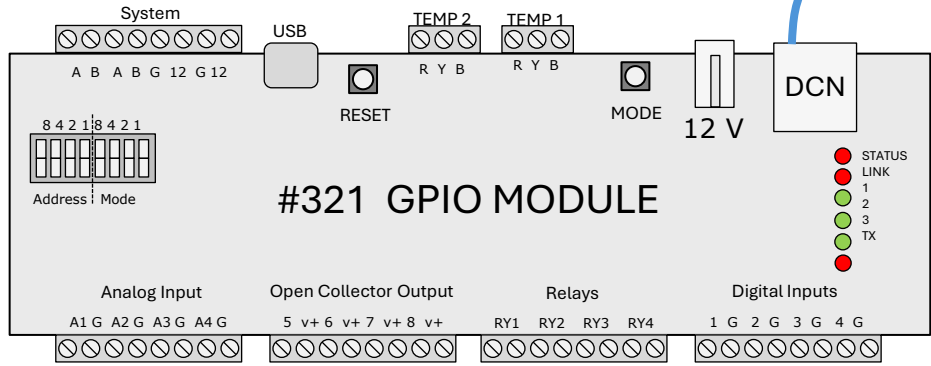 System
USB
TEMP 2
TEMP 1
A B A B G 12 G 12
R Y B
R Y B
RESET
MODE
12 V
DCN
8 4 2 1 8 4 2 1
Address Mode
STATUS
LINK
1
2
3
TX
#321 GPIO MODULE
Analog Input
Open Collector Output
Relays
Digital Inputs
A1 G A2 G A3 G A4 G
5 v+ 6 v+ 7 v+ 8 v+
RY1 RY2 RY3 RY4
1 G 2 G 3 G 4 G